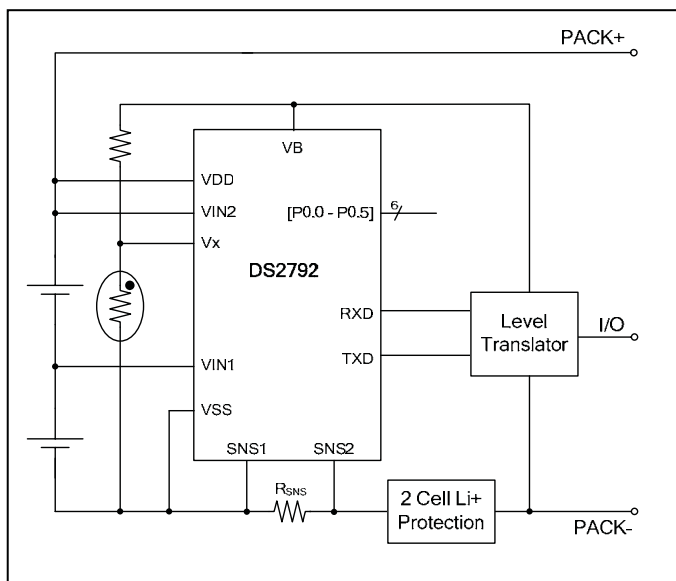 PACK+
VB
VDD
VIN2
[P0.0 - P0.5]
6
Vx
DS2792
RXD
Level
Translator
I/O
TXD
VIN1
VSS
SNS1
SNS2
RSNS
2 Cell Li+
Protection
PACK-